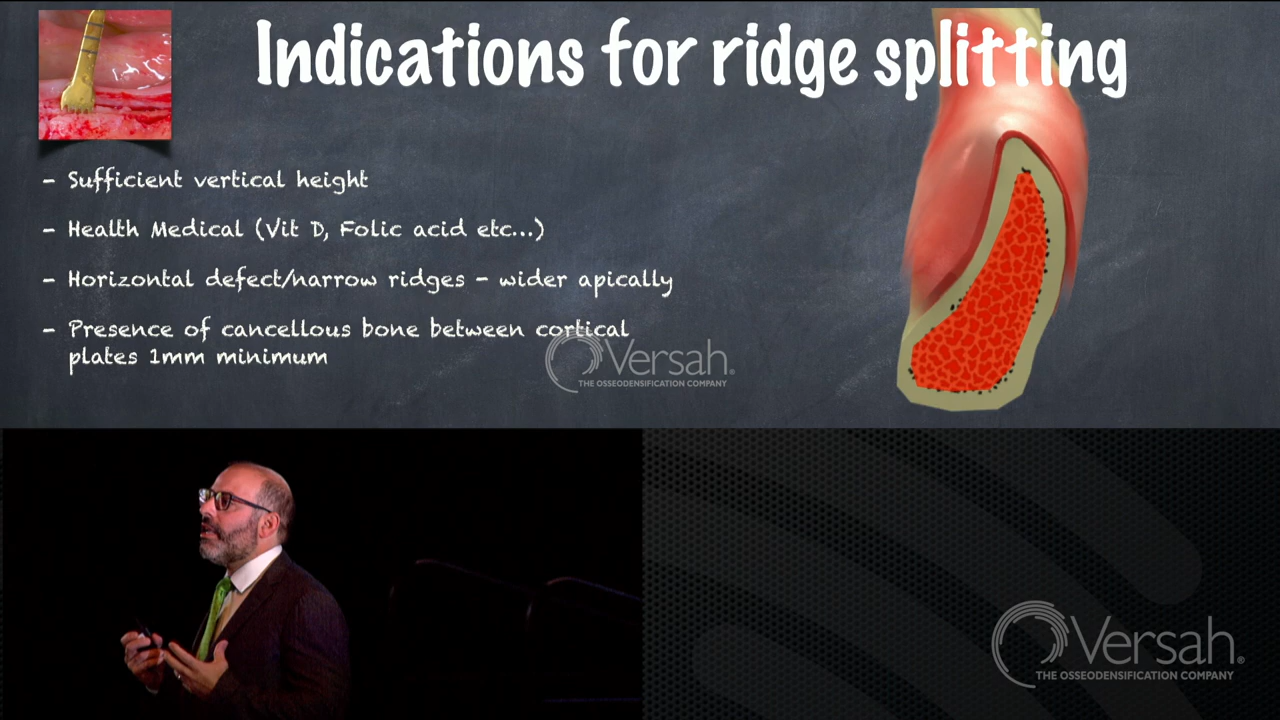 Indications for ridge splitting
- Sufficient vertical height
- Health Medical (Vit D, Folic acid etc...)
- Horizontal defect/narrow ridges - wider apically
- Presence of cancellous bone between cortical
plates 1mm minimum
Versah®
THE OSSEODENSIFICATION COMPANY
Versah®
THE OSSEODENSIFICATION COMPANY